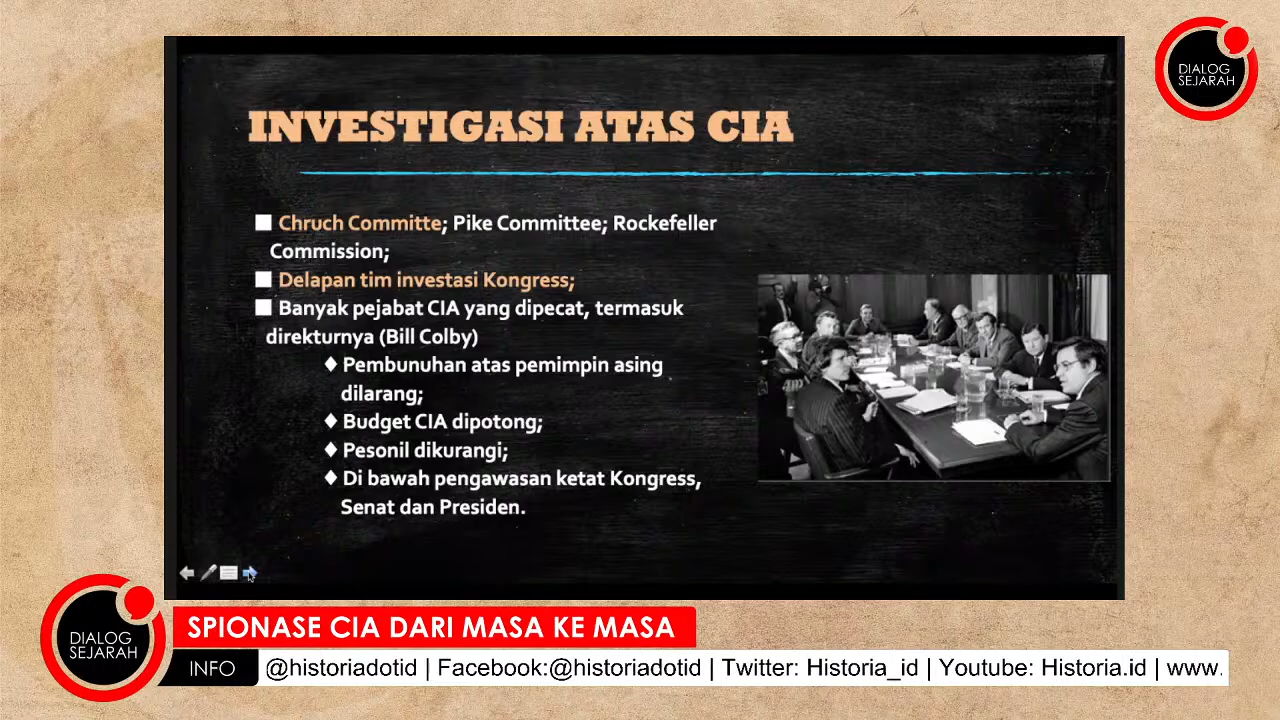 DIALOG
SEJARAH
INVESTIGASI ATAS CIA
Chruch Committe; Pike Committee; Rockefeller
Commission;
Delapan tim investasi Kongress;
Banyak pejabat CIA yang dipecat, termasuk
direkturnya (Bill Colby)
Pembunuhan atas pemimpin asing
dilarang;
Budget CIA dipotong;
Pesonil dikurangi;
Di bawah pengawasan ketat Kongress,
Senat dan Presiden.
DIALOG
SEJARAH
SPIONASE CIA DARI MASA KE MASA
INFO
@historiadotid | Facebook:@historiadotid | Twitter: Historia_id | Youtube: Historia.id | www.